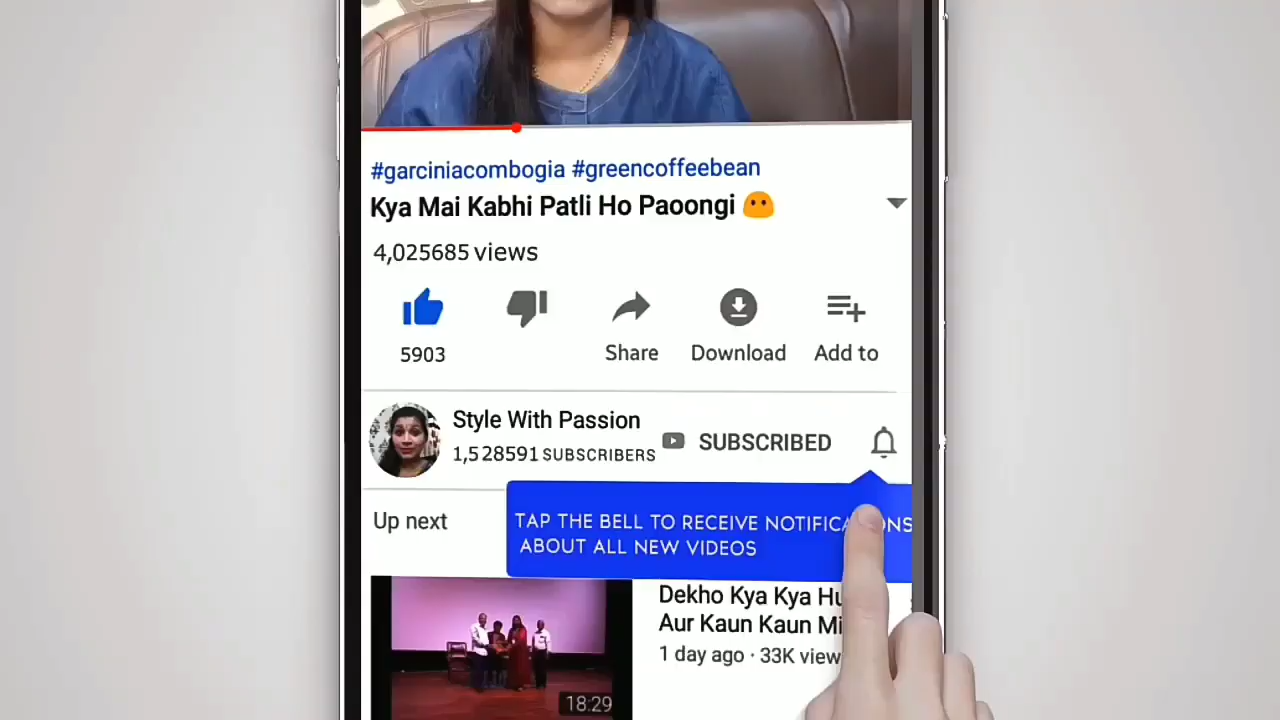 #garciniacombogia #greencoffeebean
Kya Mai Kabhi Patli Ho Paoongi
4,025685 views
5903
Share
Download
Add to
Style With Passion
1,528591 SUBSCRIBERS
SUBSCRIBED
TAP THE BELL TO RECEIVE
ABOUT ALL NEW VIDEOS
Up next
Dekho Kya Kya
Aur Kaun Kaun
1 day ago · 33K
18:29